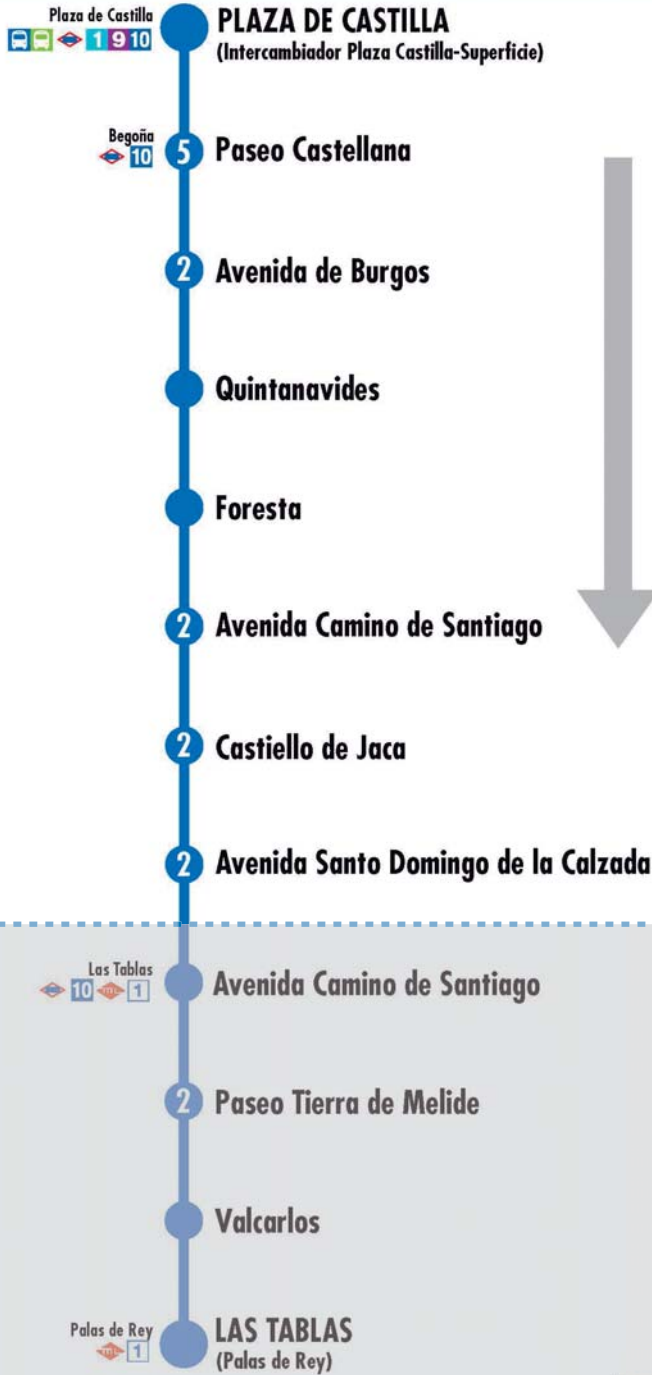 Plaza de Castilla
1 9 10
PLAZA DE CASTILLA
(Intercambiador Plaza Castilla-Superficie)
Begoña
10
5
Paseo Castellana
2
Avenida de Burgos
Quintanavides
Foresta
2
Avenida Camino de Santiago
2
Castiello de Jaca
2
Avenida Santo Domingo de la Calzada
Las Tablas
10 ML 1
Avenida Camino de Santiago
2
Paseo Tierra de Melide
Valcarlos
Palas de Rey
ML 1
LAS TABLAS
(Palas de Rey)